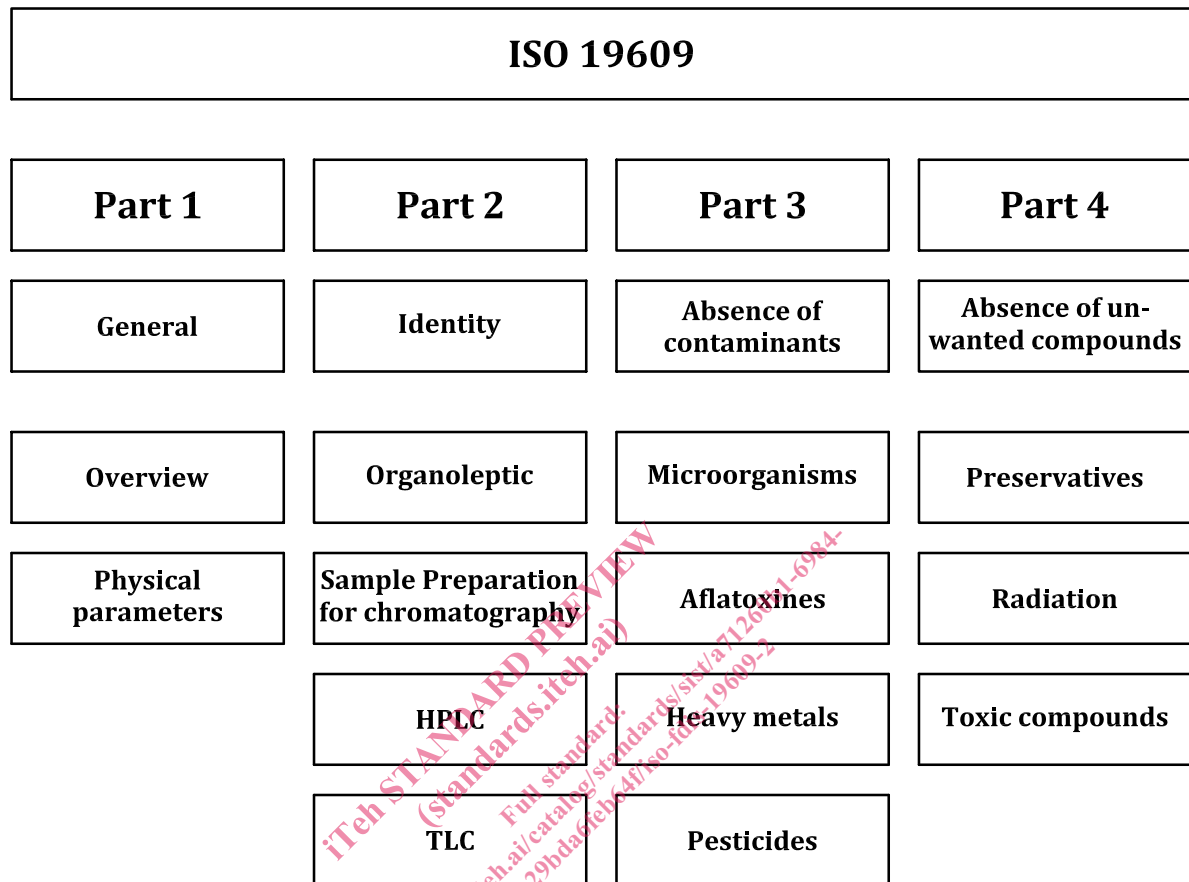 ISO 19609
Part 1
Part 2
Part 3
Part 4
General
Identity
Absence of
contaminants
Absence of un-
wanted compounds
Overview
Organoleptic
Microorganisms
Preservatives
Physical
parameters
Sample Preparation
for chromatography
Aflatoxines
Radiation
HPLC
Heavy metals
Toxic compounds
TLC
Pesticides
iTeh STANDARD PREVIEW
(standards.iteh.ai)
Full standard: